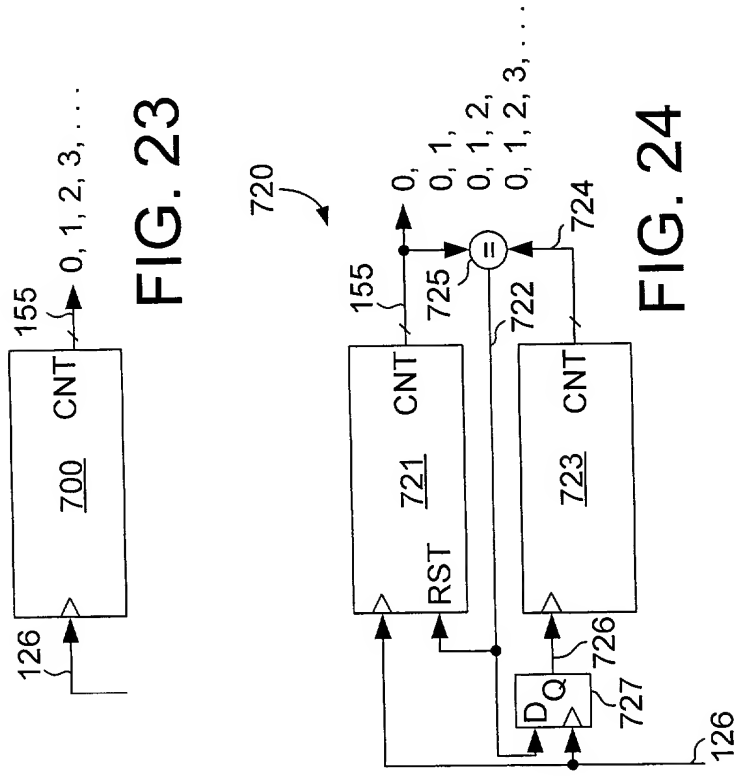 126
700
CNT
155
0, 1, 2, 3, . . .
FIG. 23
720
721
RST
CNT
155
0,
0, 1,
0, 1, 2,
0, 1, 2, 3, . . .
=
725
722
724
723
CNT
D
Q
726
727
126
FIG. 24